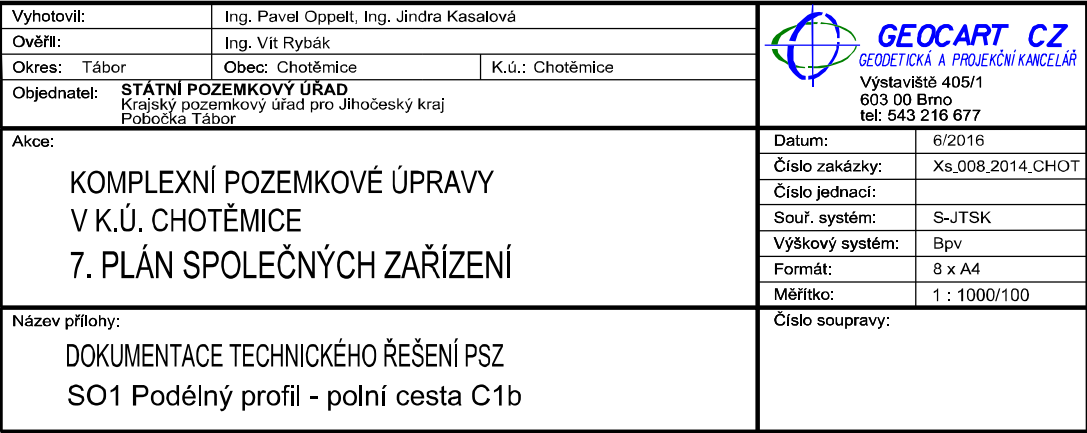 Vyhotovil: Ing. Pavel Oppelt, Ing. Jindra Kasalová
Ověřil: Ing. Vít Rybák
Okres: Tábor Obec: Chotěmice K.ú.: Chotěmice
Objednatel: STÁTNÍ POZEMKOVÝ ÚŘAD
Krajský pozemkový úřad pro Jihočeský kraj
Pobočka Tábor
GEOCART CZ
GEODETICKÁ A PROJEKČNÍ KANCELÁŘ
Výstaviště 405/1
603 00 Brno
tel: 543 216 677
Akce:
KOMPLEXNÍ POZEMKOVÉ ÚPRAVY
V K.Ú. CHOTĚMICE
7. PLÁN SPOLEČNÝCH ZAŘÍZENÍ
Datum: 6/2016
Číslo zakázky: Xs_008_2014_CHOT
Číslo jednací:
Souř. systém: S-JTSK
Výškový systém: Bpv
Formát: 8 x A4
Měřítko: 1 : 1000/100
Název přílohy:
DOKUMENTACE TECHNICKÉHO ŘEŠENÍ PSZ
SO1 Podélný profil - polní cesta C1b
Číslo soupravy: